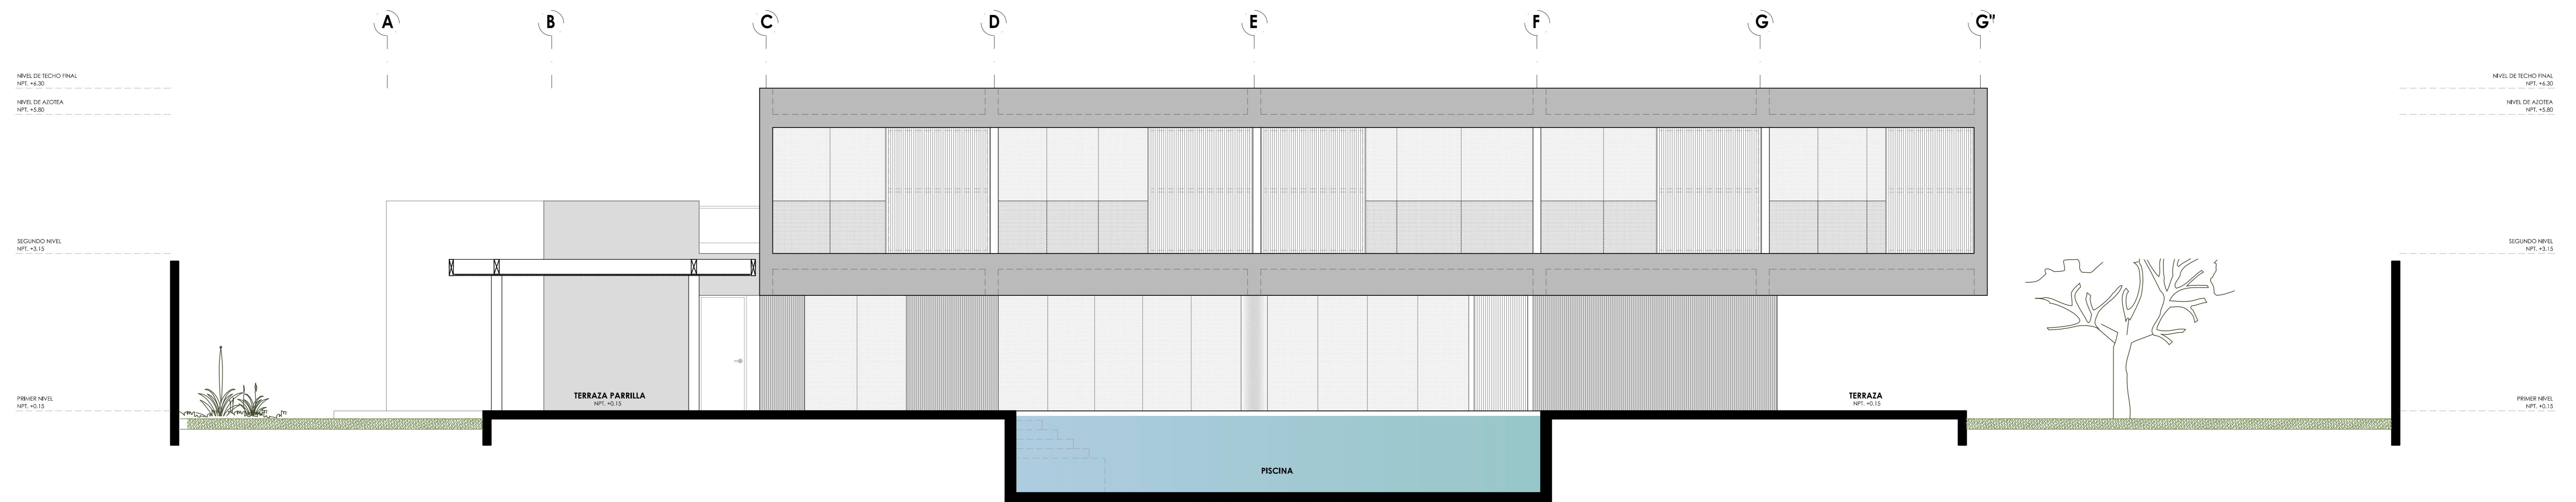 A B C D E F G G"
NIVEL DE TECHO FINAL
NPT. +6.30
NIVEL DE TECHO FINAL
NPT. +6.30
NIVEL DE AZOTEA
NPT. +5.80
NIVEL DE AZOTEA
NPT. +5.80
SEGUNDO NIVEL
NPT. +3.15
SEGUNDO NIVEL
NPT. +3.15
TERRAZA PARRILLA
NPT. +0.15
TERRAZA
NPT. +0.15
PRIMER NIVEL
NPT. +0.15
PRIMER NIVEL
NPT. +0.15
PISCINA